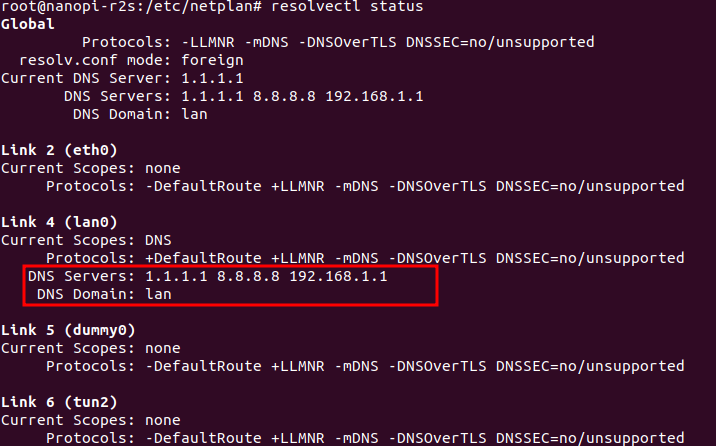 root@nanopi-r2s:/etc/netplan# resolvectl status
Global
Protocols: -LLMNR -mDNS -DNSOverTLS DNSSEC=no/unsupported
resolv.conf mode: foreign
Current DNS Server: 1.1.1.1
DNS Servers: 1.1.1.1 8.8.8.8 192.168.1.1
DNS Domain: lan
Link 2 (eth0)
Current Scopes: none
Protocols: -DefaultRoute +LLMNR -mDNS -DNSOverTLS DNSSEC=no/unsupported
Link 4 (lan0)
Current Scopes: DNS
Protocols: +DefaultRoute +LLMNR -mDNS -DNSOverTLS DNSSEC=no/unsupported
DNS Servers: 1.1.1.1 8.8.8.8 192.168.1.1
DNS Domain: lan
Link 5 (dummy0)
Current Scopes: none
Protocols: -DefaultRoute +LLMNR -mDNS -DNSOverTLS DNSSEC=no/unsupported
Link 6 (tun2)
Current Scopes: none
Protocols: -DefaultRoute +LLMNR -mDNS -DNSOverTLS DNSSEC=no/unsupported